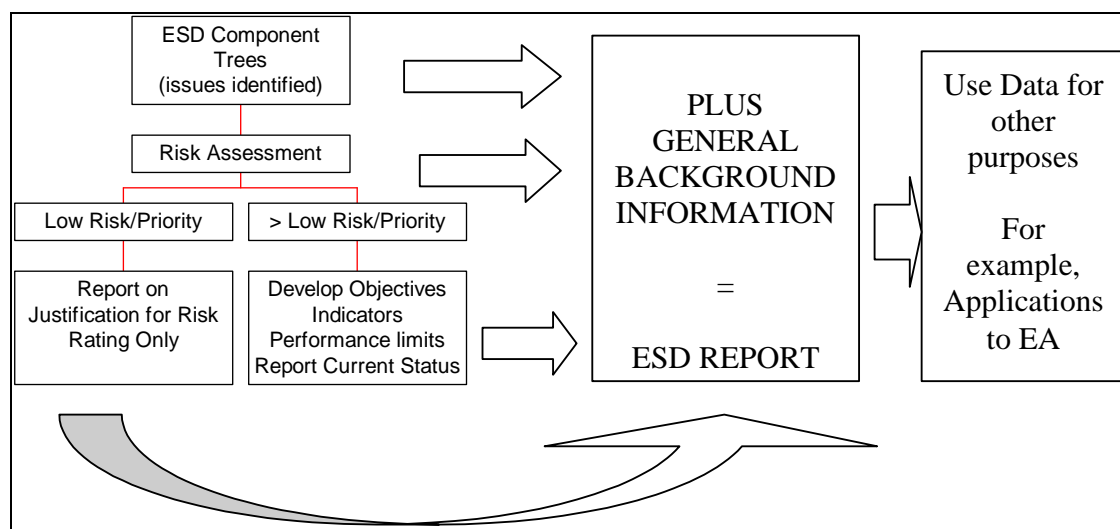 ESD Component
Trees
(issues identified)
Risk Assessment
Low Risk/Priority
> Low Risk/Priority
Report on
Justification for Risk
Rating Only
Develop Objectives
Indicators
Performance limits
Report Current Status
PLUS
GENERAL
BACKGROUND
INFORMATION
=
ESD REPORT
Use Data for
other
purposes
For
example,
Applications
to EA